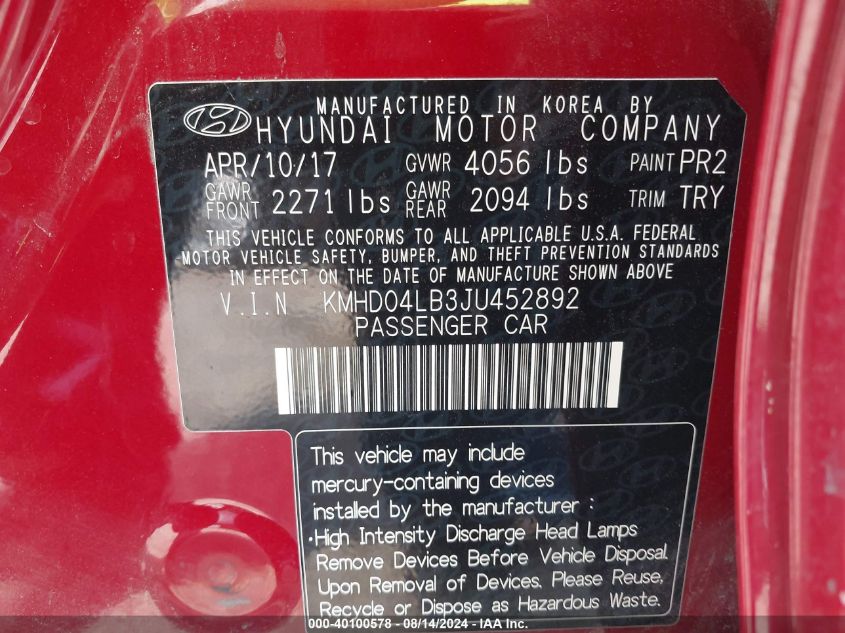 MANUFACTURED IN KOREA BY
HYUNDAI MOTOR COMPANY
APR/10/17 GVWR 4056 lbs PAINT PR2
GAWR FRONT 2271 lbs GAWR REAR 2094 lbs TRIM TRY
THIS VEHICLE CONFORMS TO ALL APPLICABLE U.S.A. FEDERAL
MOTOR VEHICLE SAFETY, BUMPER, AND THEFT PREVENTION STANDARDS
IN EFFECT ON THE DATE OF MANUFACTURE SHOWN ABOVE
V.I.N KMHD04LB3JU452892
PASSENGER CAR
This vehicle may include
mercury-containing devices
installed by the manufacturer :
·High Intensity Discharge Head Lamps
Remove Devices Before Vehicle Disposal.
Upon Removal of Devices, Please Reuse,
Recycle or Dispose as Hazardous Waste.
000-40100578 - 08/14/2024 - IAA Inc.